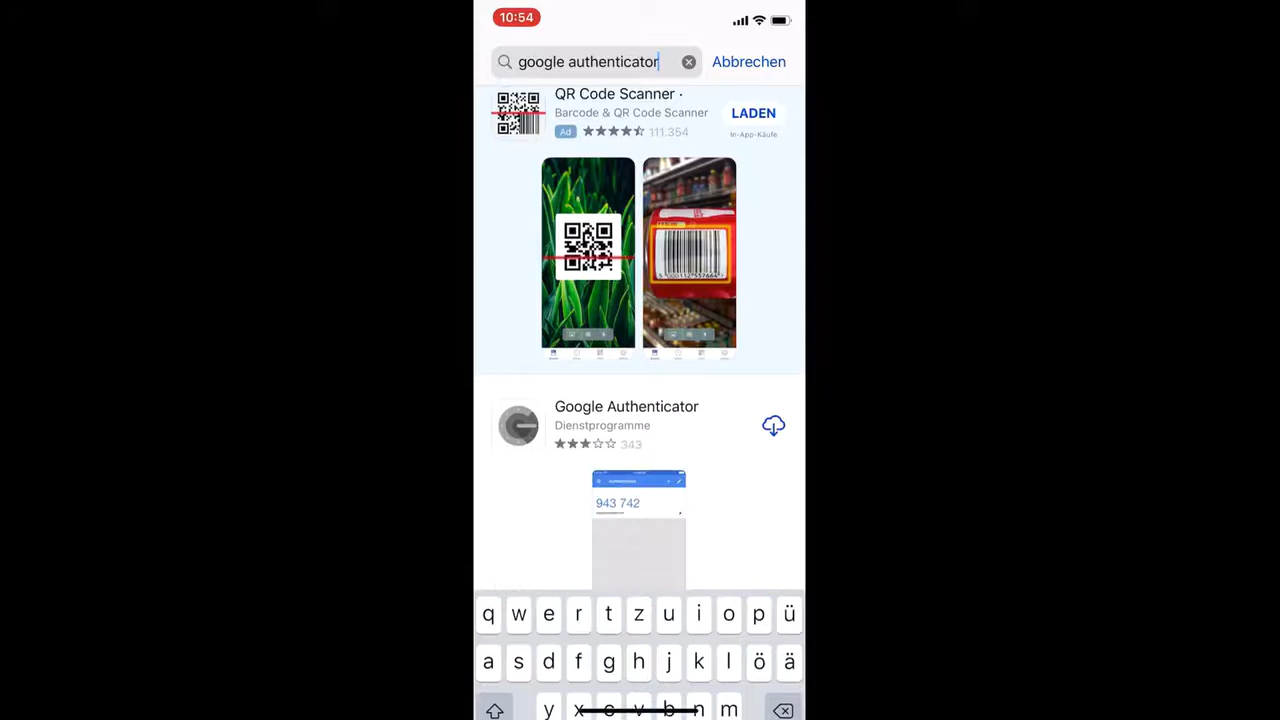 10:54
google authenticator
Abbrechen
QR Code Scanner ·
Barcode & QR Code Scanner
Ad 111.354
LADEN
In-App-Käufe
Google Authenticator
Dienstprogramme
343
943 742
q w e r t z u i o p ü
a s d f g h j k l ö ä
y x c v b n m